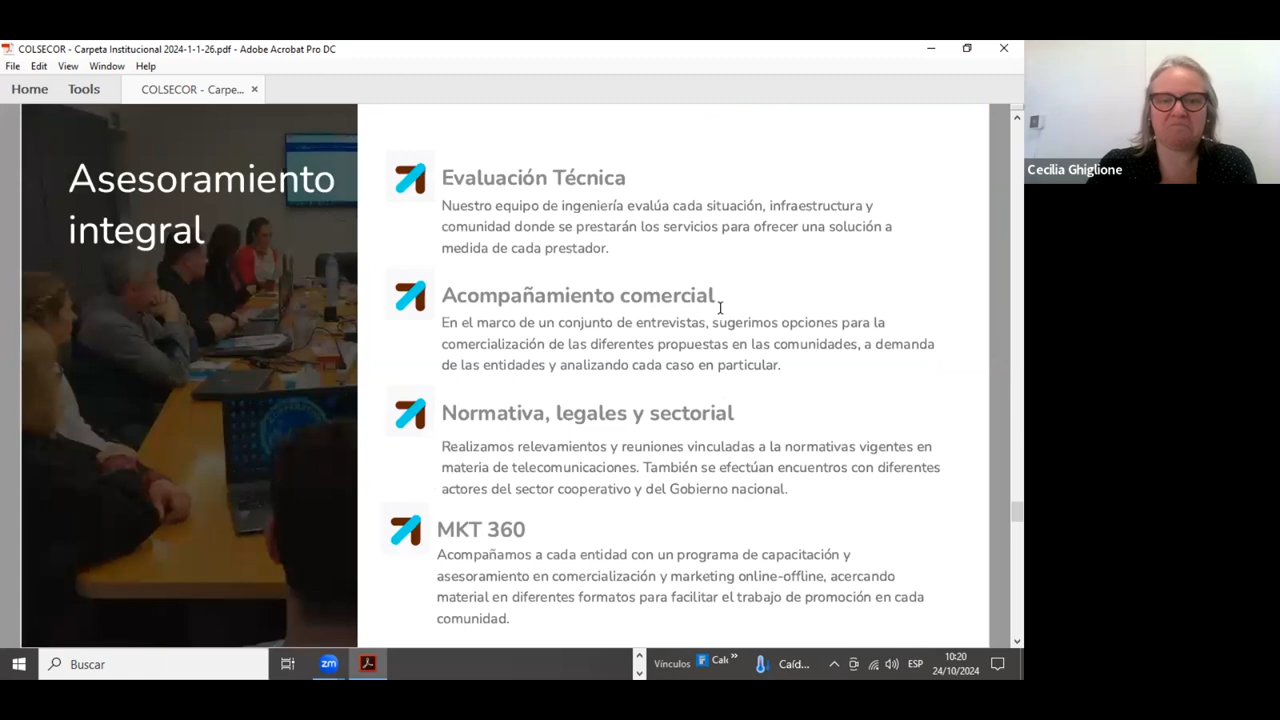 COLSECOR - Carpeta Institucional 2024-1-1-26.pdf - Adobe Acrobat Pro DC
File Edit View Window Help
Home Tools COLSECOR - Carpe...
Asesoramiento
integral
Evaluación Técnica
Nuestro equipo de ingeniería evalúa cada situación, infraestructura y
comunidad donde se prestarán los servicios para ofrecer una solución a
medida de cada prestador.
Acompañamiento comercial
En el marco de un conjunto de entrevistas, sugerimos opciones para la
comercialización de las diferentes propuestas en las comunidades, a demanda
de las entidades y analizando cada caso en particular.
Normativa, legales y sectorial
Realizamos relevamientos y reuniones vinculadas a la normativas vigentes en
materia de telecomunicaciones. También se efectúan encuentros con diferentes
actores del sector cooperativo y del Gobierno nacional.
MKT 360
Acompañamos a cada entidad con un programa de capacitación y
asesoramiento en comercialización y marketing online-offline, acercando
material en diferentes formatos para facilitar el trabajo de promoción en cada
comunidad.
Cecilia Ghiglione
Buscar zm Vínculos Cak » Caíd... ESP 10:20
24/10/2024